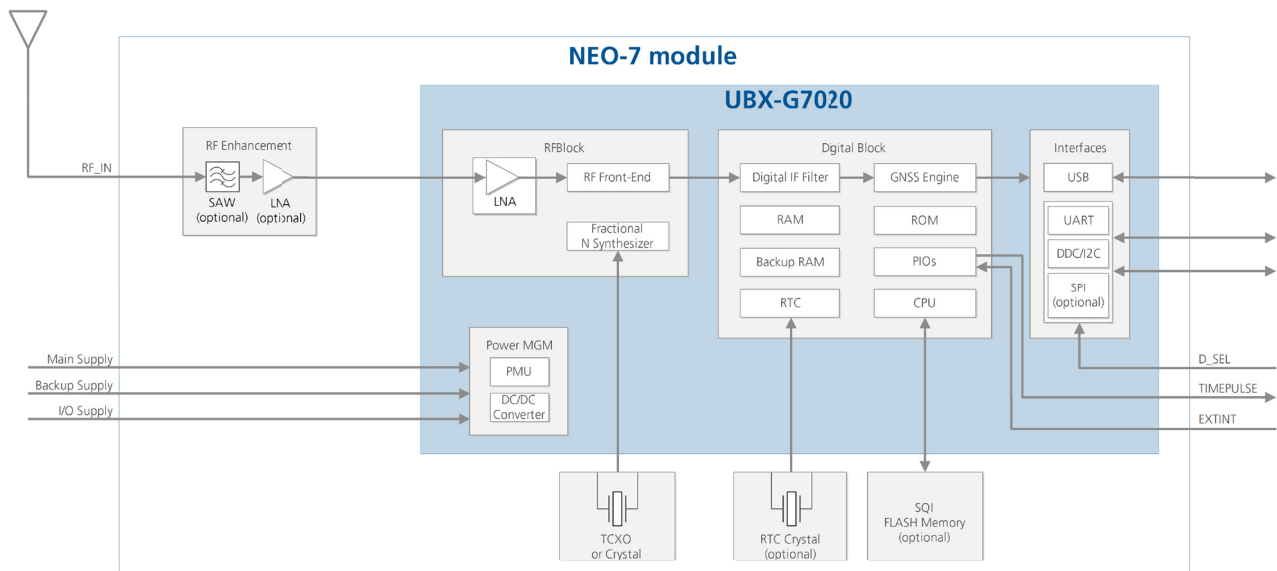 NEO-7 module
UBX-G7020
RF_IN
RF Enhancement
SAW
(optional)
LNA
(optional)
RFBlock
LNA
RF Front-End
Fractional
N Synthesizer
Digital Block
Digital IF Filter
GNSS Engine
RAM
ROM
Backup RAM
PIOs
RTC
CPU
Interfaces
USB
UART
DDC/I2C
SPI
(optional)
Main Supply
Backup Supply
I/O Supply
Power MGM
PMU
DC/DC
Converter
D_SEL
TIMEPULSE
EXTINT
TCXO
or Crystal
RTC Crystal
(optional)
SQI
FLASH Memory
(optional)